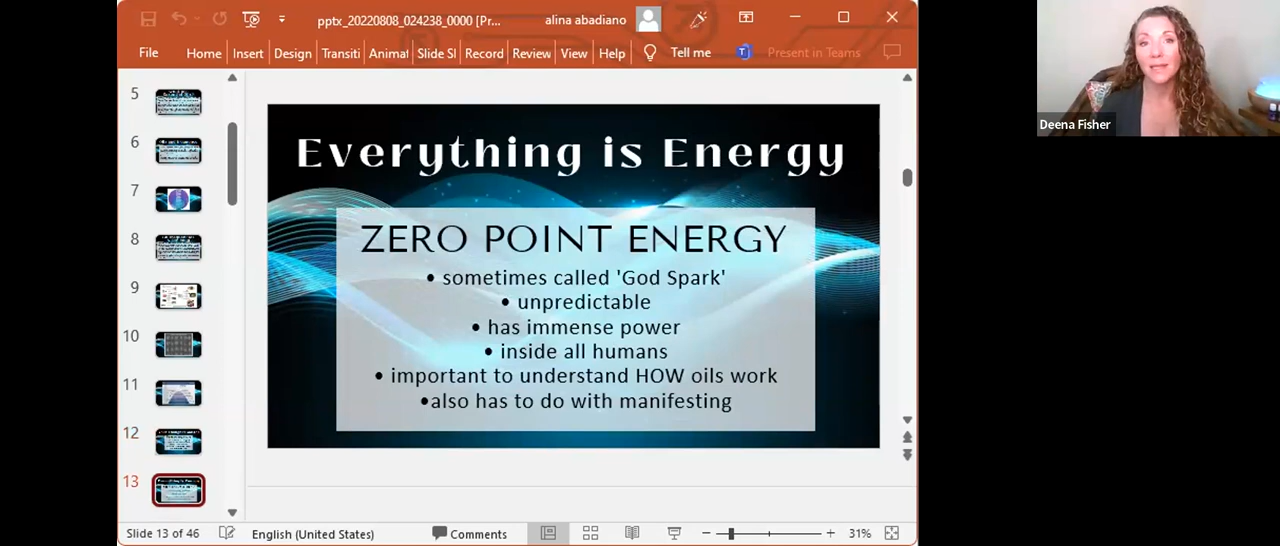 pptx_20220808_024238_0000 [Pr...
alina abadiano
File Home Insert Design Transiti Animat Slide Sl Record Review View Help Tell me Present in Teams
5
6
7
8
9
10
11
12
13
Everything is Energy
ZERO POINT ENERGY
• sometimes called 'God Spark'
• unpredictable
• has immense power
• inside all humans
• important to understand HOW oils work
•also has to do with manifesting
Slide 13 of 46 English (United States) Comments 31%
Deena Fisher